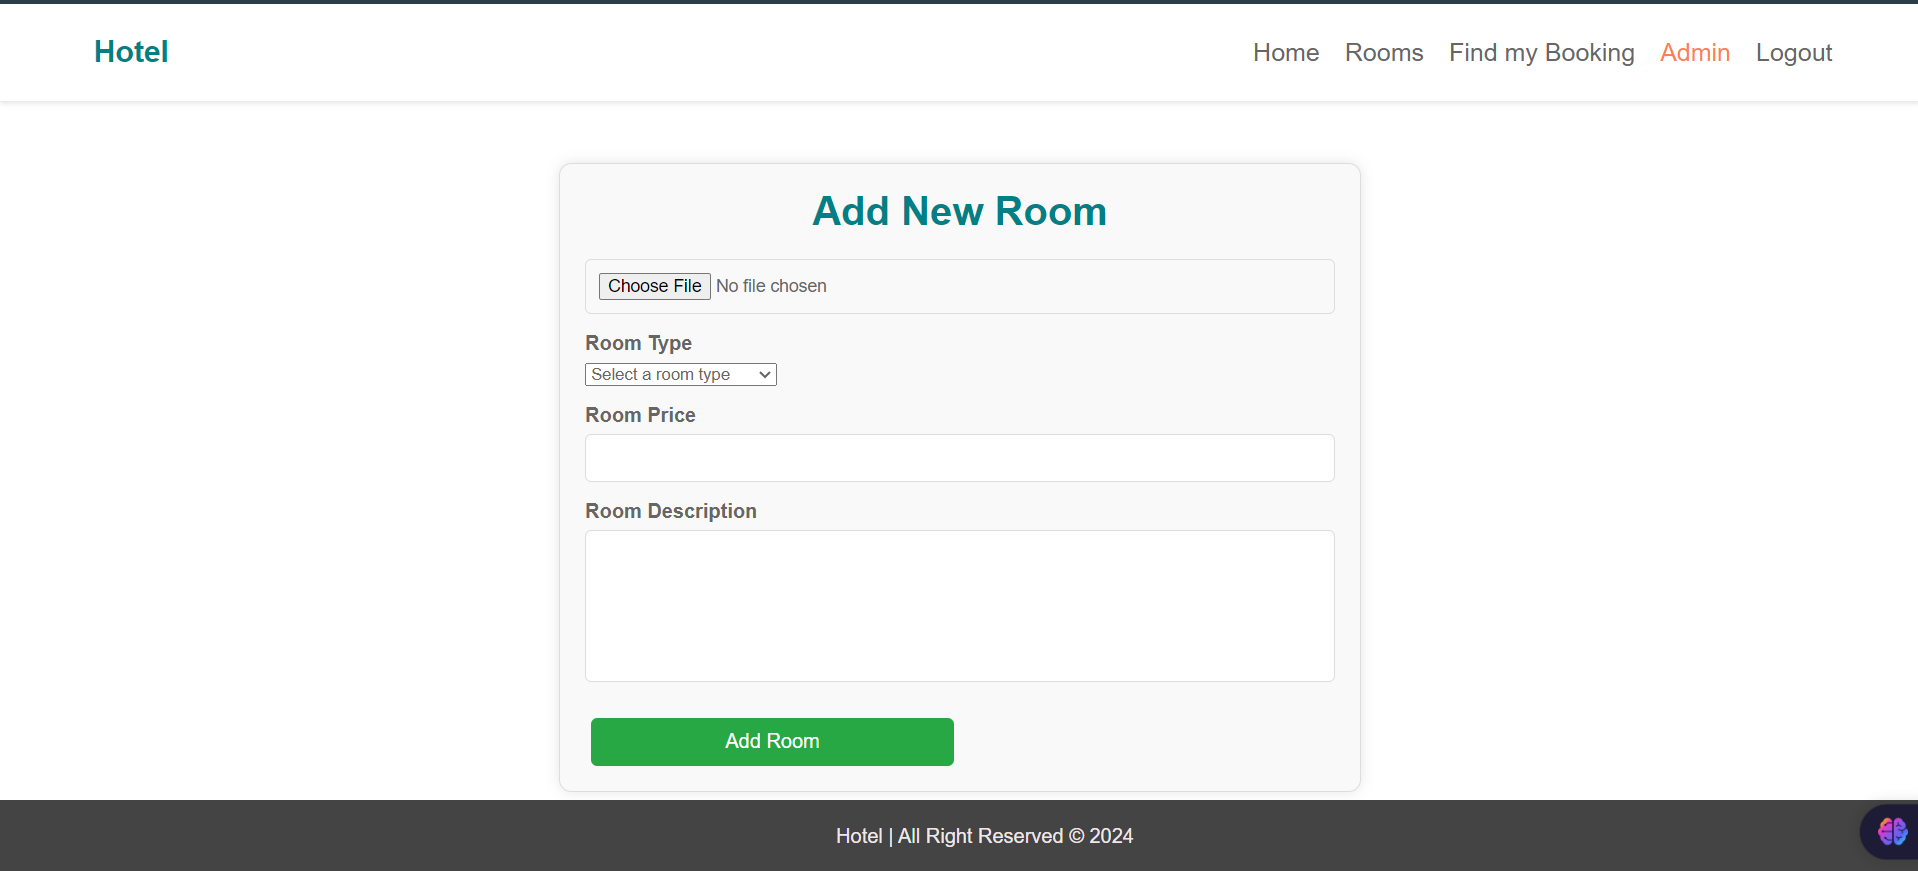 Hotel
Home Rooms Find my Booking Admin Logout
Add New Room
Choose File No file chosen
Room Type
Select a room type
Room Price
Room Description
Add Room
Hotel | All Right Reserved © 2024